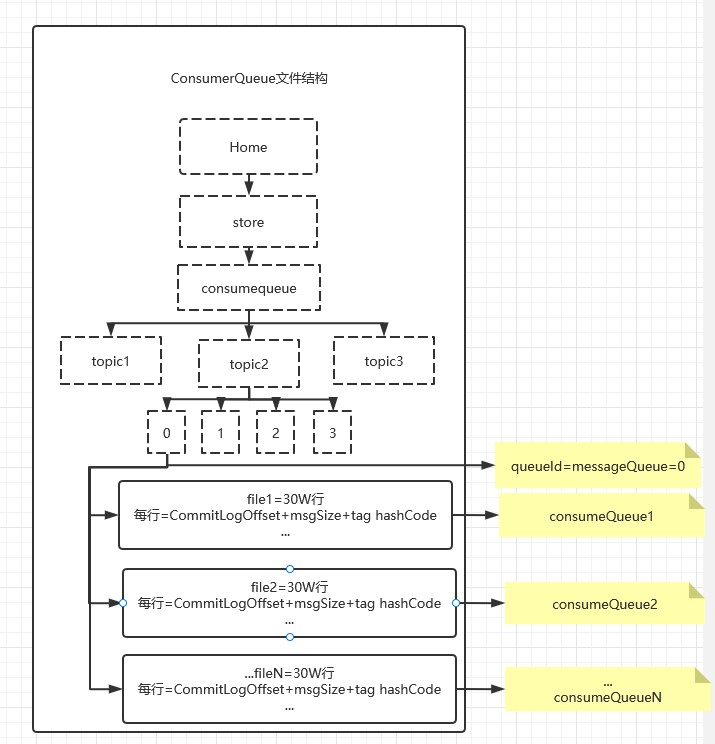 ConsumerQueue文件结构
Home
store
consumequeue
topic1
topic2
topic3
0
1
2
3
queueId=messageQueue=0
file1=30W行
每行=CommitLogOffset+msgSize+tag hashCode
...
consumeQueue1
file2=30W行
每行=CommitLogOffset+msgSize+tag hashCode
...
consumeQueue2
...fileN=30W行
每行=CommitLogOffset+msgSize+tag hashCode
...
...
consumeQueueN